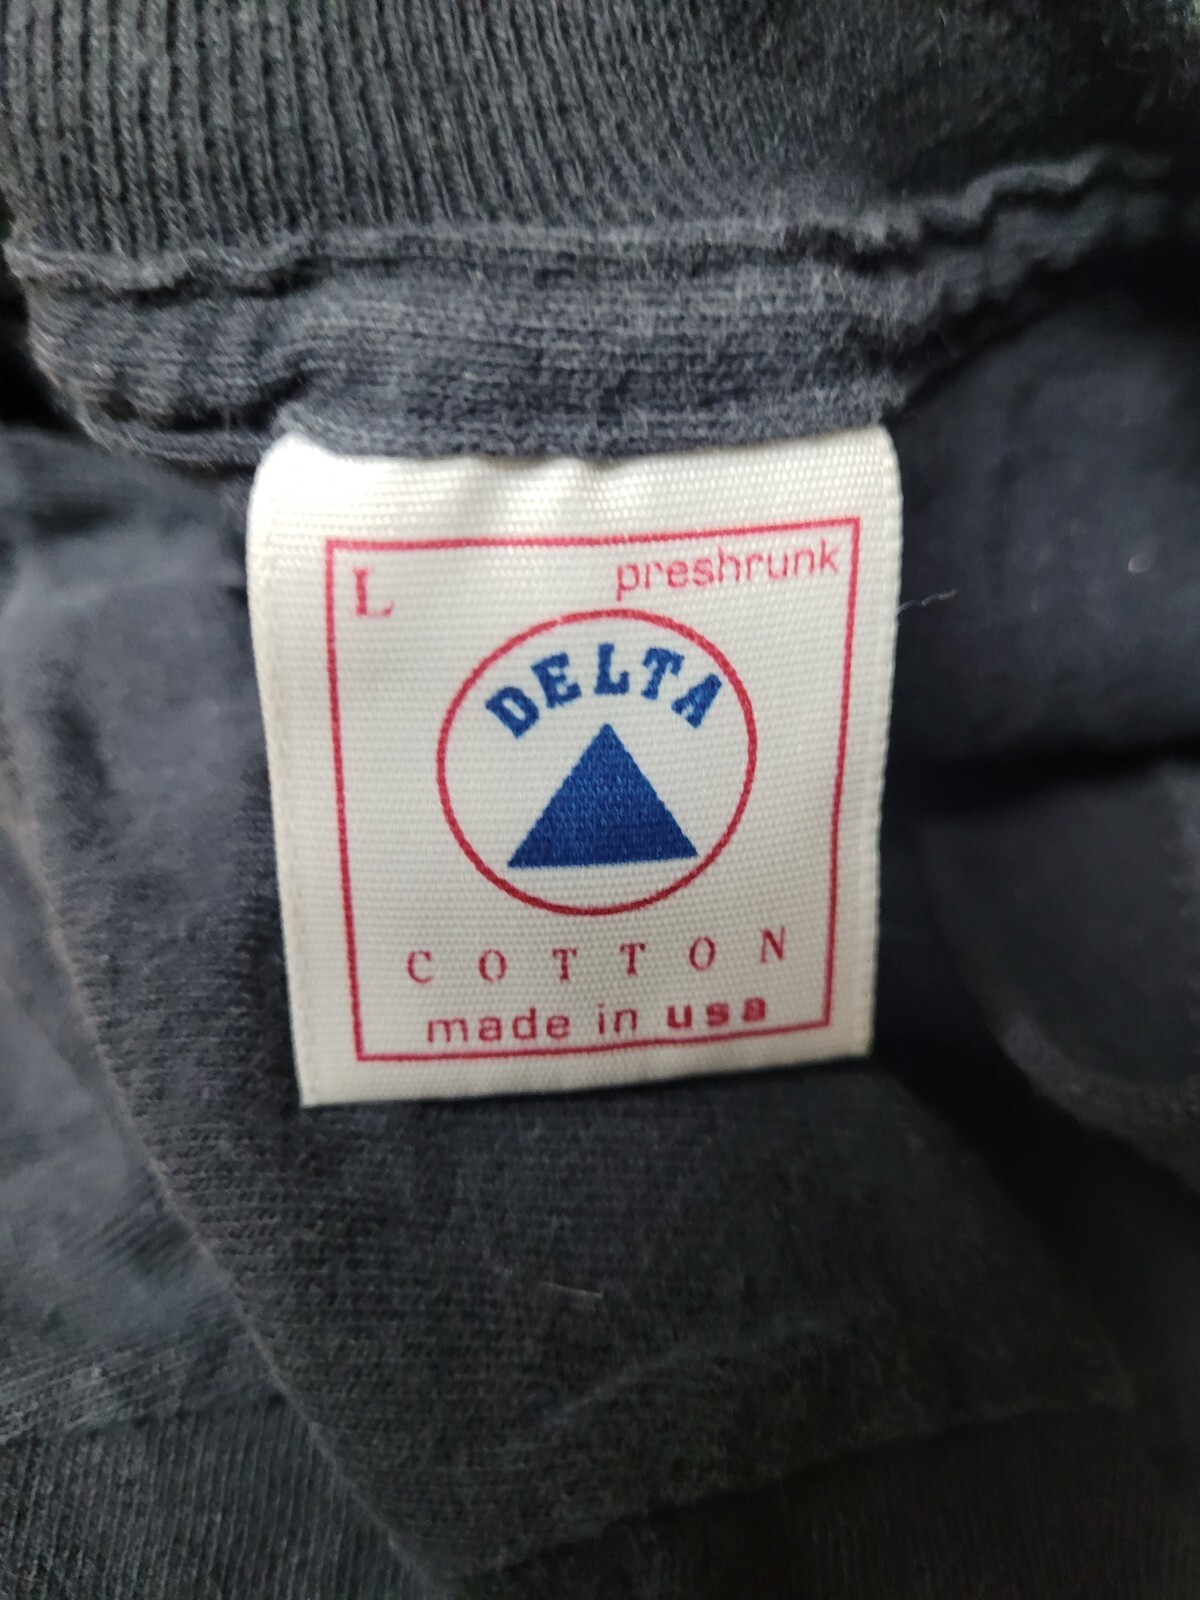 L preshrunk
DELTA
COTTON
made in usa